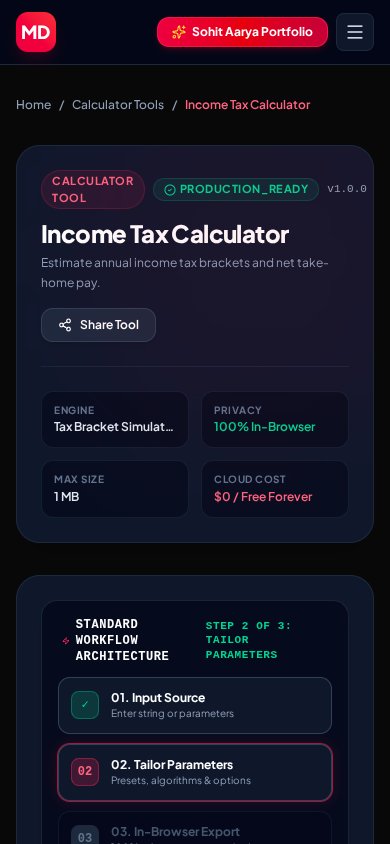 MD
Sohit Aarya Portfolio
Home / Calculator Tools / Income Tax Calculator
CALCULATOR TOOL
PRODUCTION_READY
v1.0.0
Income Tax Calculator
Estimate annual income tax brackets and net take-
home pay.
Share Tool
ENGINE
Tax Bracket Simulat...
PRIVACY
100% In-Browser
MAX SIZE
1 MB
CLOUD COST
$0 / Free Forever
STANDARD
WORKFLOW
ARCHITECTURE
STEP 2 OF 3:
TAILOR
PARAMETERS
✓
01. Input Source
Enter string or parameters
02
02. Tailor Parameters
Presets, algorithms & options
03
03. In-Browser Export